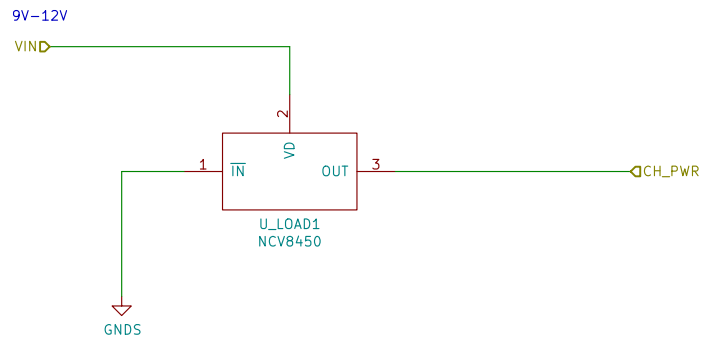 9V-12V
VIN
2
VD
1
IN
OUT
3
CH_PWR
U_LOAD1
NCV8450
GNDS